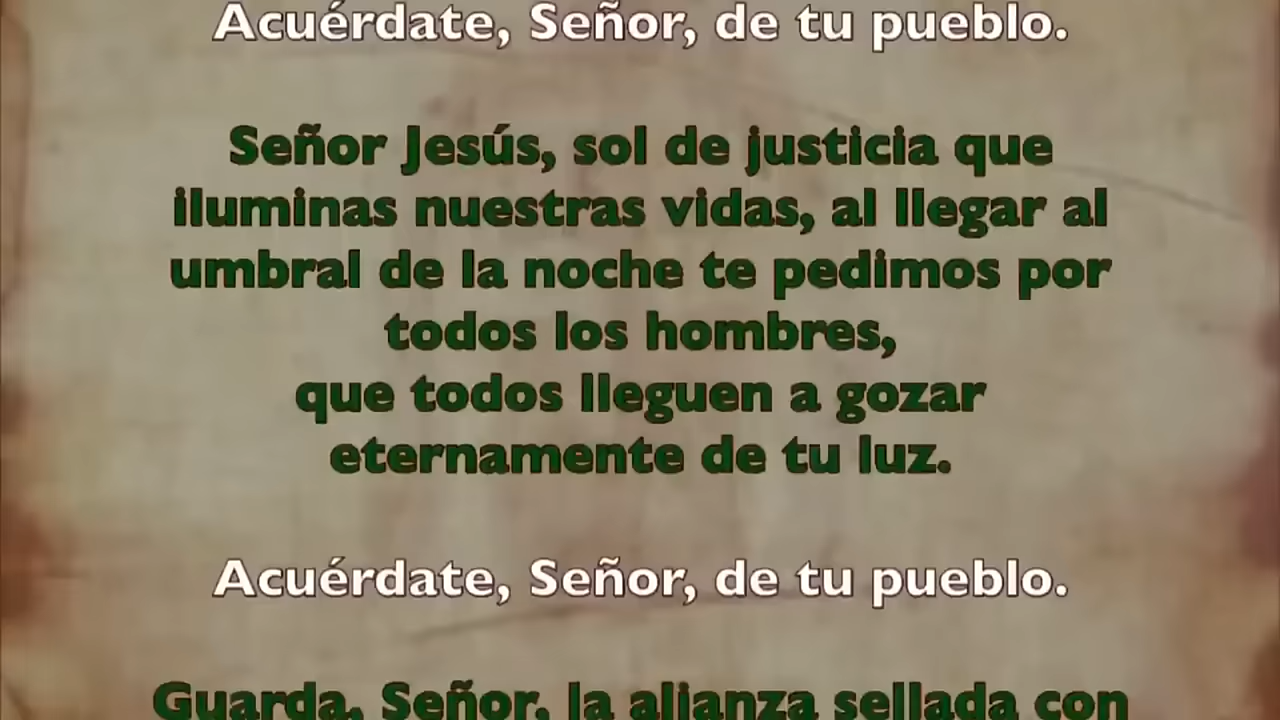 Acuérdate, Señor, de tu pueblo.
Señor Jesús, sol de justicia que
iluminas nuestras vidas, al llegar al
umbral de la noche te pedimos por
todos los hombres,
que todos lleguen a gozar
eternamente de tu luz.
Acuérdate, Señor, de tu pueblo.
Guarda, Señor, la alianza sellada con